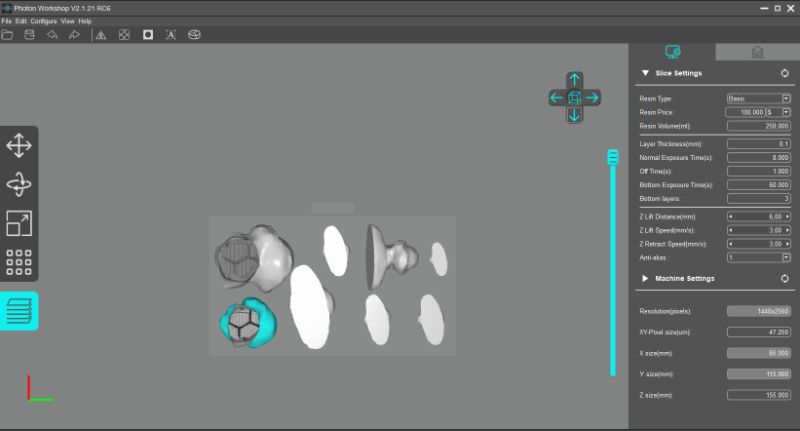 Photon Workshop V2.1.21.RC6
File Edit Configure View Help
Slice Settings
Resin Type: Basic
Resin Price: 100.000 $
Resin Volume(ml): 250.000
Layer Thickness(mm): 0.1
Normal Exposure Time(s): 8.000
Off Time(s): 1.000
Bottom Exposure Time(s): 60.000
Bottom layers: 3
Z Lift Distance(mm): 6.00
Z Lift Speed(mm/s): 3.00
Z Retract Speed(mm/s): 3.00
Anti-alias : 1
Machine Settings
Resolution(pixels): 1440x2560
XY-Pixel size(um): 47.250
X size(mm): 65.000
Y size(mm): 115.000
Z size(mm): 155.000